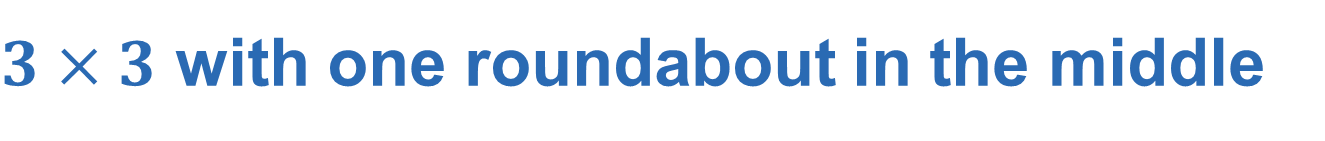 3 × 3 with one roundabout in the middle